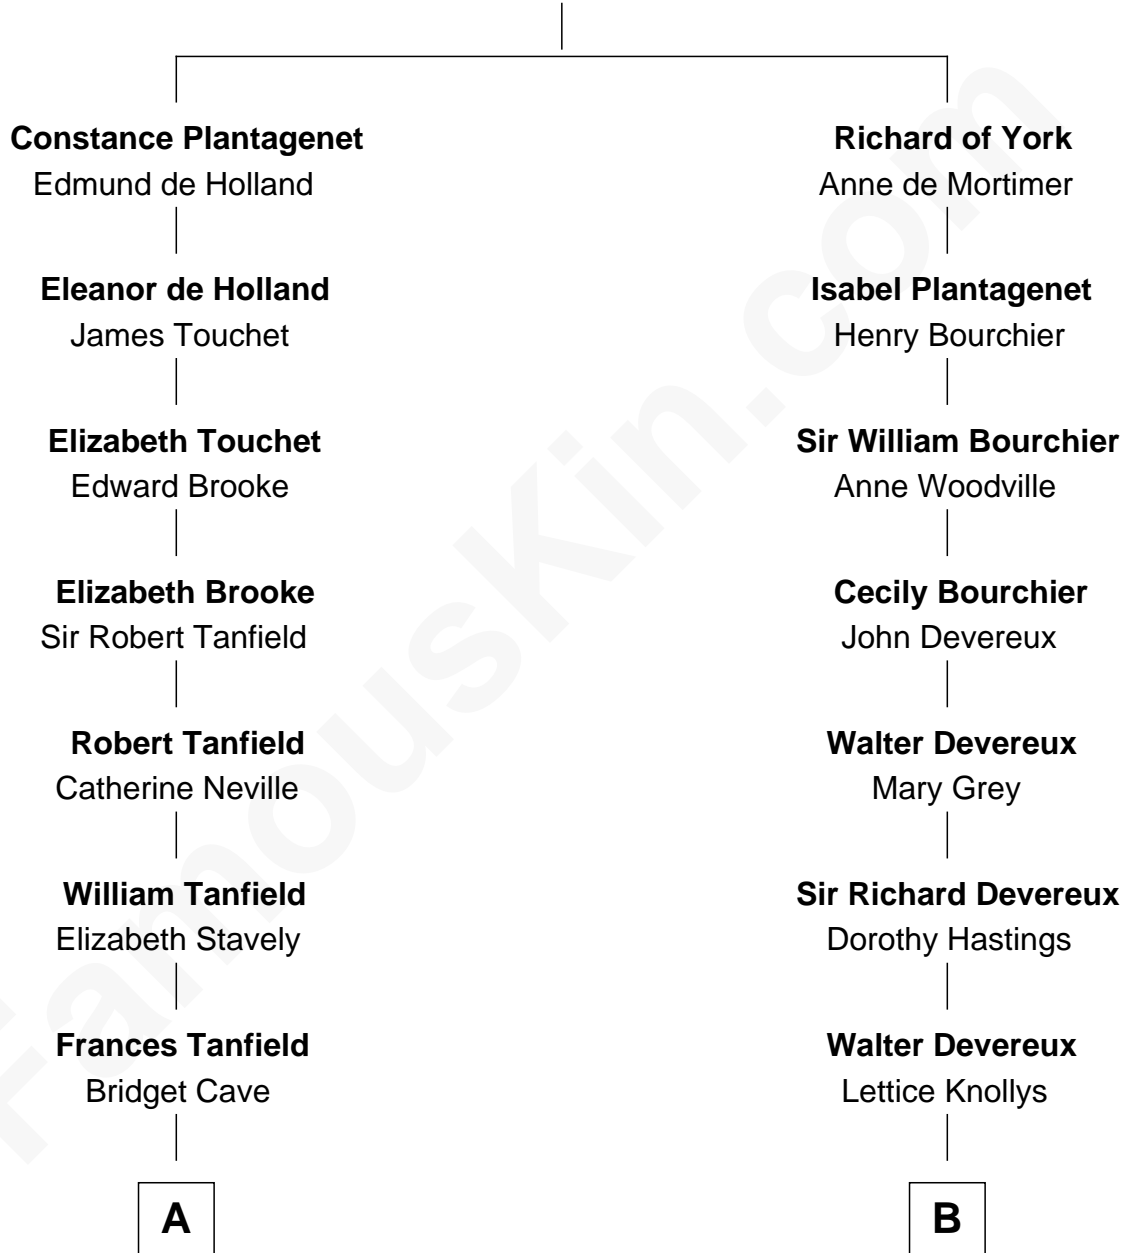 Constance Plantagenet
Edmund de Holland
Eleanor de Holland
James Touchet
Elizabeth Touchet
Edward Brooke
Elizabeth Brooke
Sir Robert Tanfield
Robert Tanfield
Catherine Neville
William Tanfield
Elizabeth Stavely
Frances Tanfield
Bridget Cave
A
Richard of York
Anne de Mortimer
Isabel Plantagenet
Henry Bourchier
Sir William Bourchier
Anne Woodville
Cecily Bourchier
John Devereux
Walter Devereux
Mary Grey
Sir Richard Devereux
Dorothy Hastings
Walter Devereux
Lettice Knollys
B
FamousKin.com